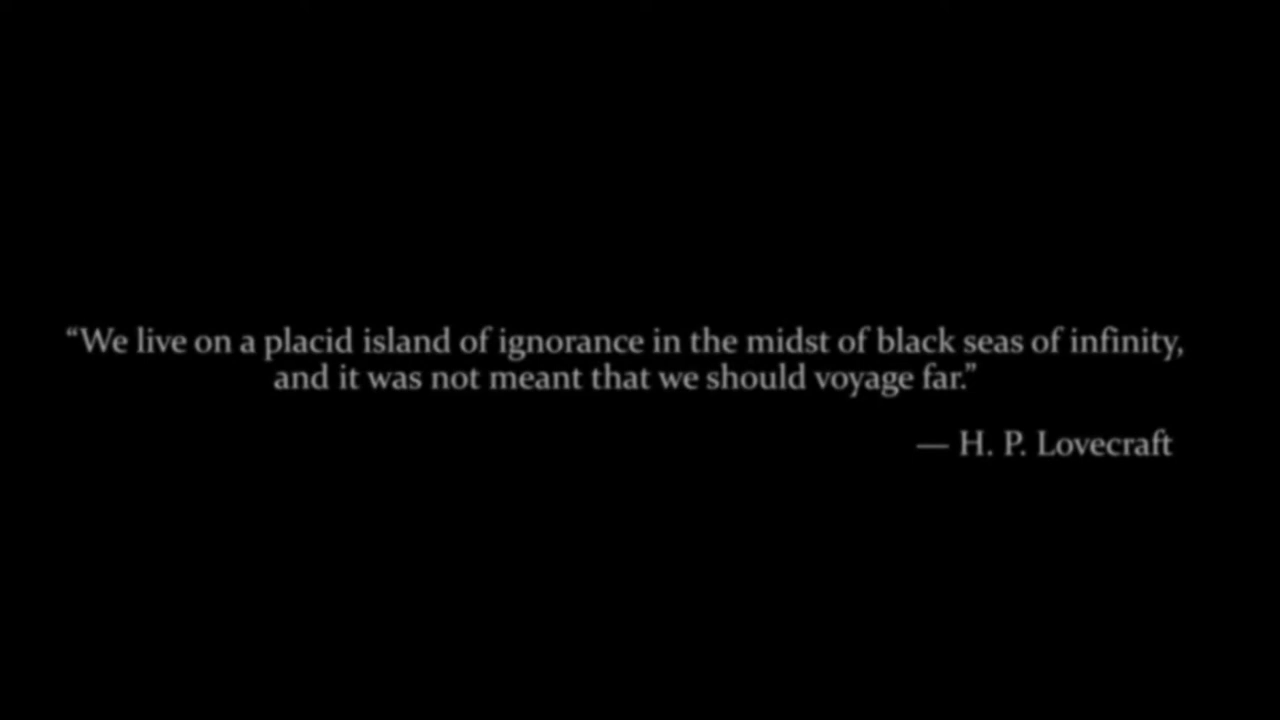 “We live on a placid island of ignorance in the midst of black seas of infinity,
and it was not meant that we should voyage far.”
— H. P. Lovecraft